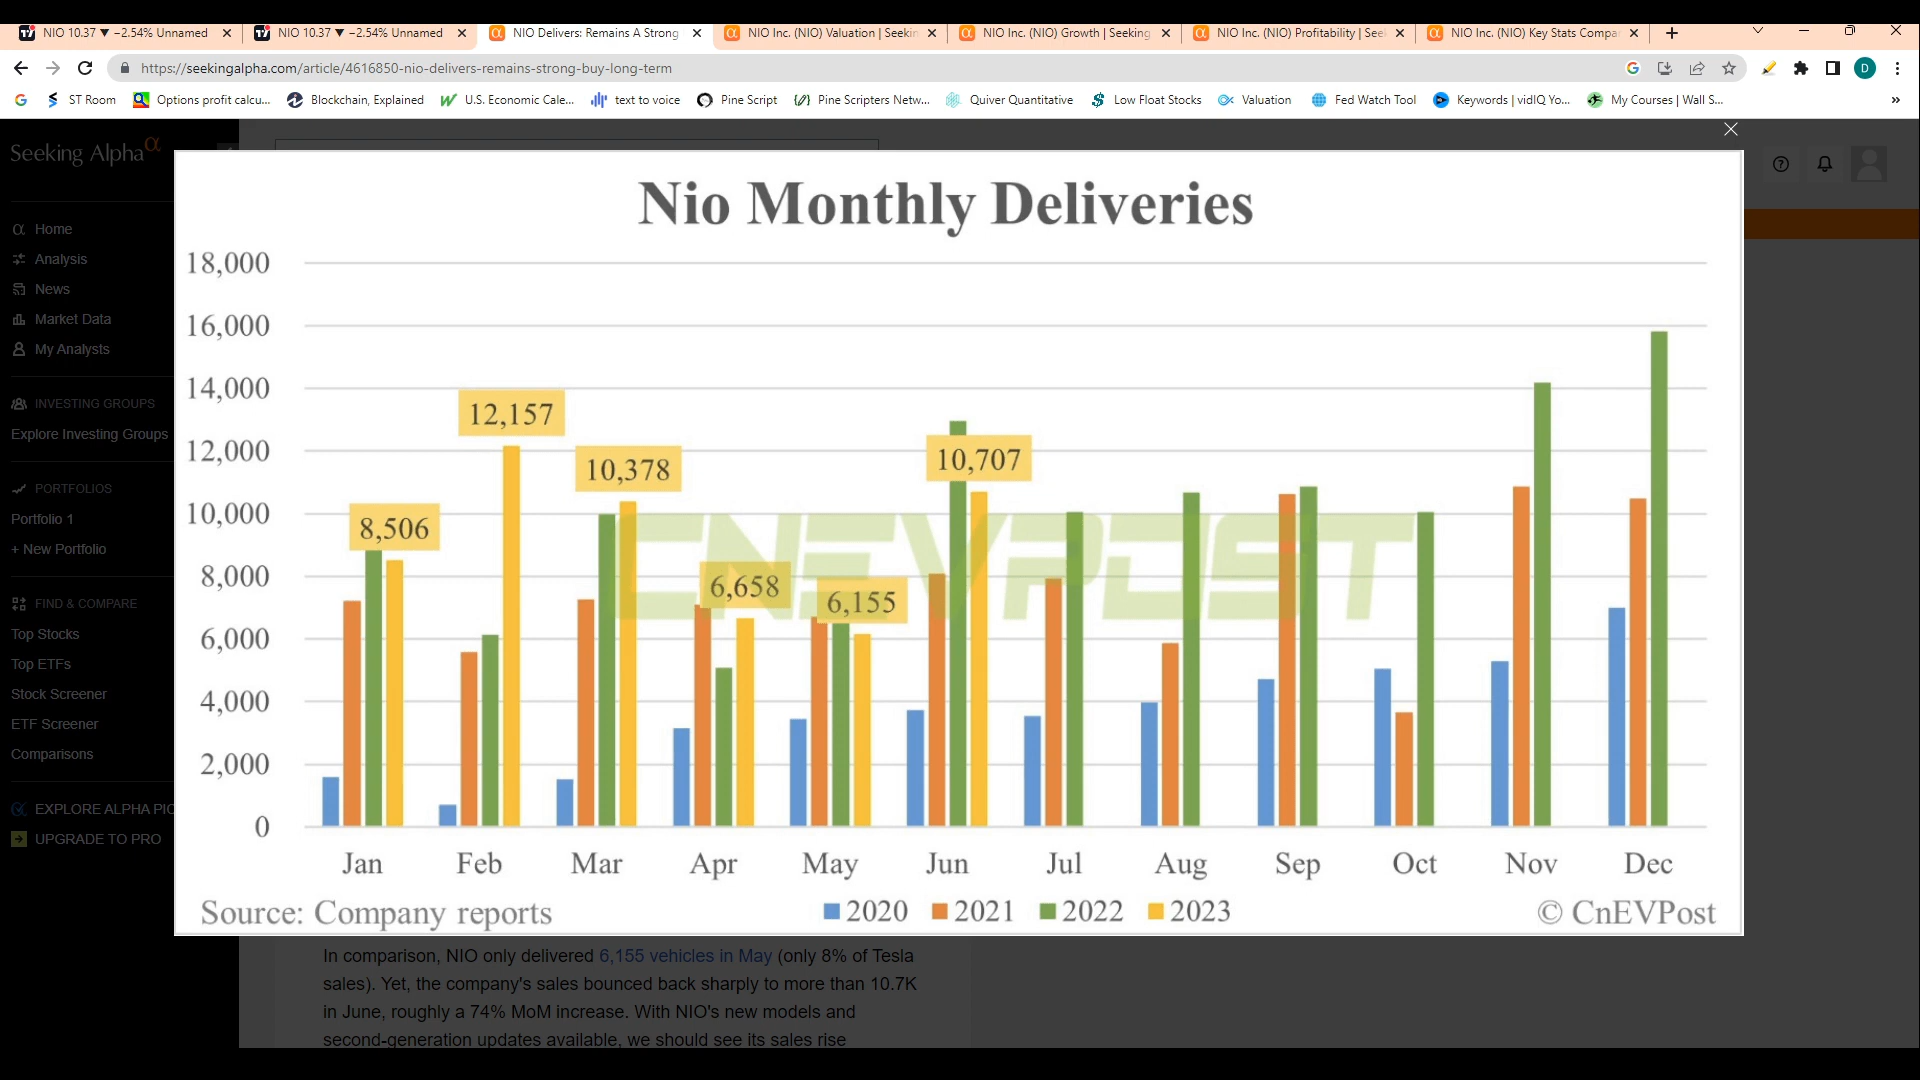 NIO 10.37 ▼ −2.54% Unnamed
NIO 10.37 ▼ −2.54% Unnamed
NIO Delivers: Remains A Strong
NIO Inc. (NIO) Valuation | Seekin
NIO Inc. (NIO) Growth | Seeking
NIO Inc. (NIO) Profitability | See
NIO Inc. (NIO) Key Stats Compar
https://seekingalpha.com/article/4616850-nio-delivers-remains-strong-buy-long-term
D
ST Room
Options profit calcu...
Blockchain, Explained
U.S. Economic Cale...
text to voice
Pine Script
Pine Scripters Netw...
Quiver Quantitative
Low Float Stocks
Valuation
Fed Watch Tool
Keywords | vidIQ Yo...
My Courses | Wall S...
»
Seeking Alpha α
Home
Analysis
News
Market Data
My Analysts
INVESTING GROUPS
Explore Investing Groups
PORTFOLIOS
Portfolio 1
+ New Portfolio
FIND & COMPARE
Top Stocks
Top ETFs
Stock Screener
ETF Screener
Comparisons
EXPLORE ALPHA PIC
UPGRADE TO PRO
Nio Monthly Deliveries
18,000
16,000
14,000
12,000
10,000
8,000
6,000
4,000
2,000
0
8,506
12,157
10,378
6,658
6,155
10,707
CNEVPOST
Jan Feb Mar Apr May Jun Jul Aug Sep Oct Nov Dec
Source: Company reports
2020 2021 2022 2023
© CnEVPost
In comparison, NIO only delivered 6,155 vehicles in May (only 8% of Tesla
sales). Yet, the company's sales bounced back sharply to more than 10.7K
in June, roughly a 74% MoM increase. With NIO's new models and
second-generation updates available, we should see its sales rise